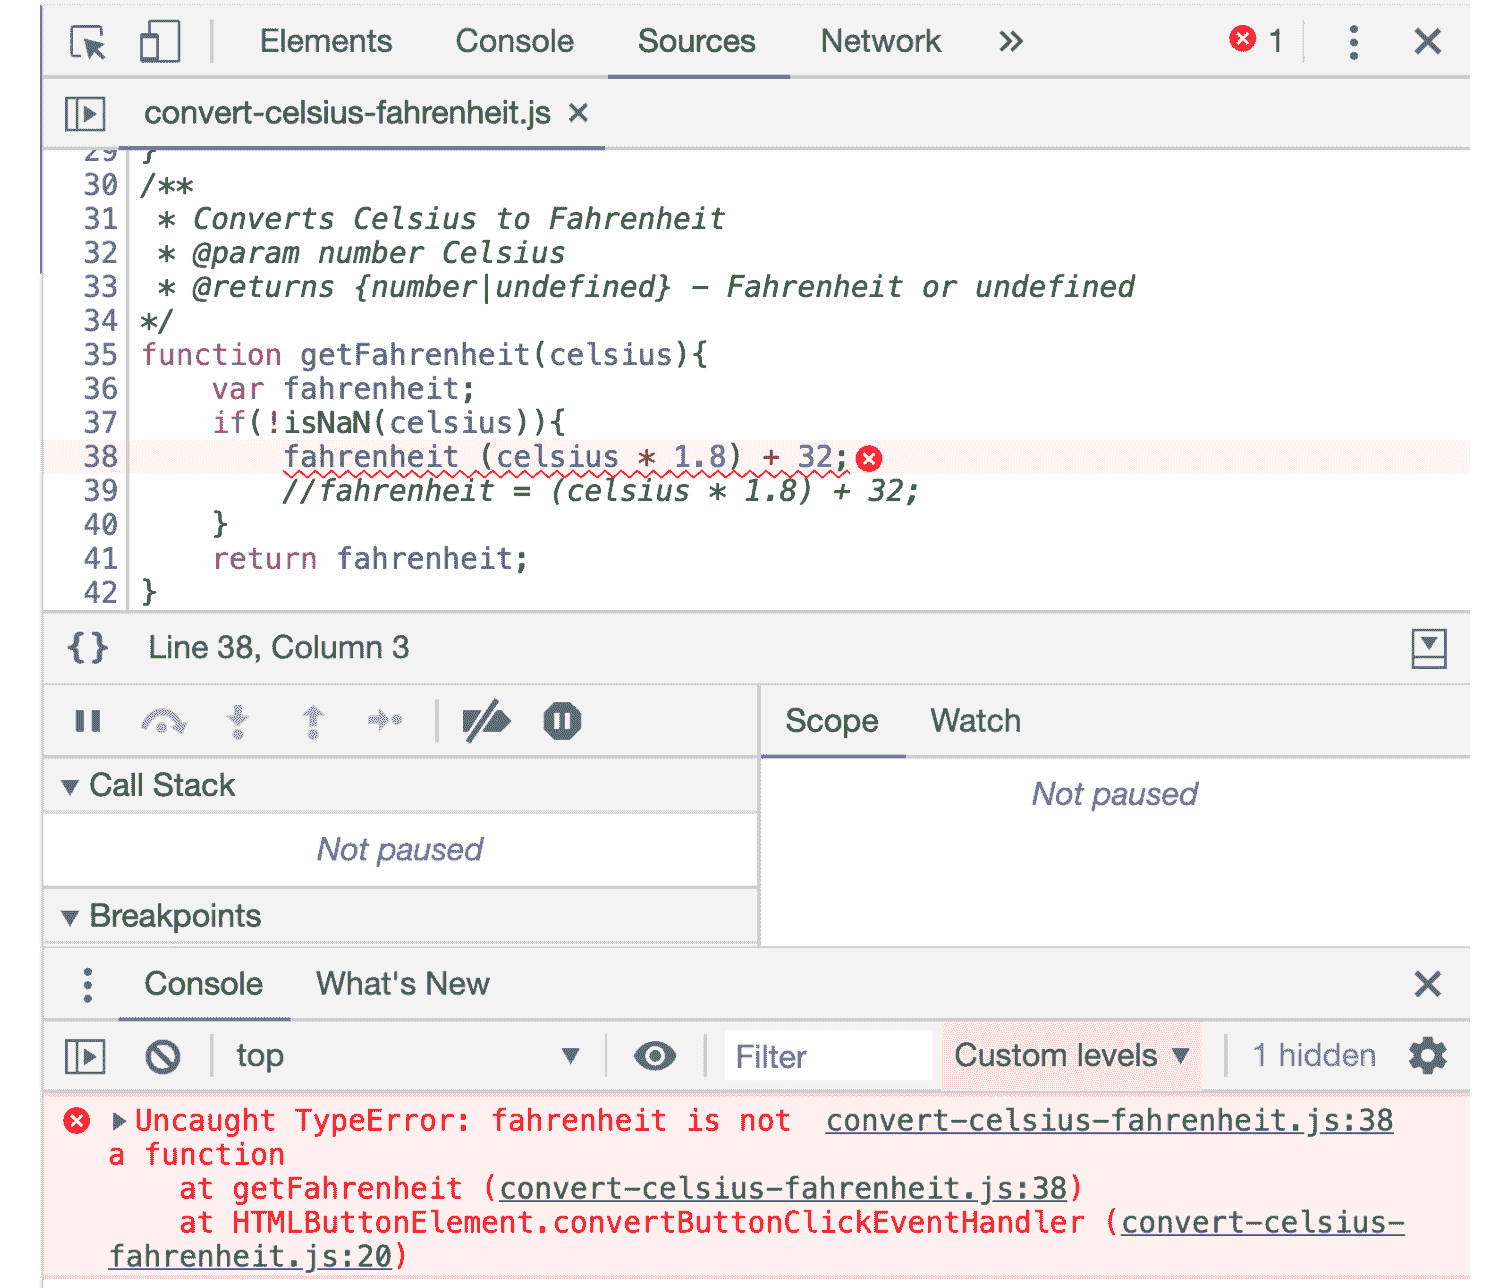 Elements Console Sources Network » 1
convert-celsius-fahrenheit.js ×
29 }
30 /**
31 * Converts Celsius to Fahrenheit
32 * @param number Celsius
33 * @returns {number|undefined} - Fahrenheit or undefined
34 */
35 function getFahrenheit(celsius){
36 var fahrenheit;
37 if(!isNaN(celsius)){
38 fahrenheit (celsius * 1.8) + 32;
39 //fahrenheit = (celsius * 1.8) + 32;
40 }
41 return fahrenheit;
42 }
{} Line 38, Column 3
Scope Watch
Call Stack
Not paused
Not paused
Breakpoints
Console What's New
top Filter Custom levels 1 hidden
Uncaught TypeError: fahrenheit is not convert-celsius-fahrenheit.js:38
a function
at getFahrenheit (convert-celsius-fahrenheit.js:38)
at HTMLButtonElement.convertButtonClickEventHandler (convert-celsius-
fahrenheit.js:20)